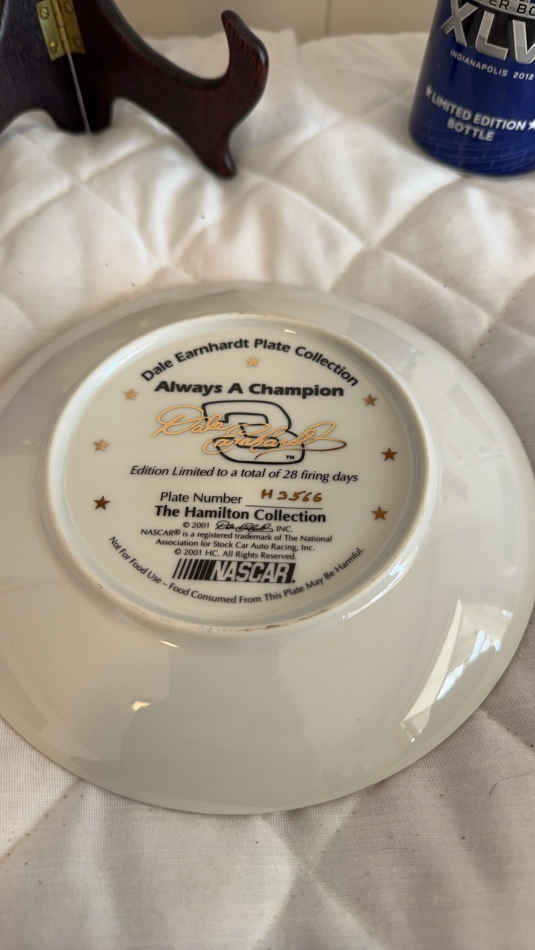 XLV
INDIANAPOLIS 2012
★LIMITED EDITION★
BOTTLE
Dale Earnhardt Plate Collection
Always A Champion
3
Dale Earnhardt
TM
Edition Limited to a total of 28 firing days
Plate Number H3566
The Hamilton Collection
© 2001 Dale Earnhardt, INC.
NASCAR® is a registered trademark of The National
Association for Stock Car Auto Racing, Inc.
© 2001 HC. All Rights Reserved.
NASCAR.
Not For Food Use – Food Consumed From This Plate May Be Harmful.